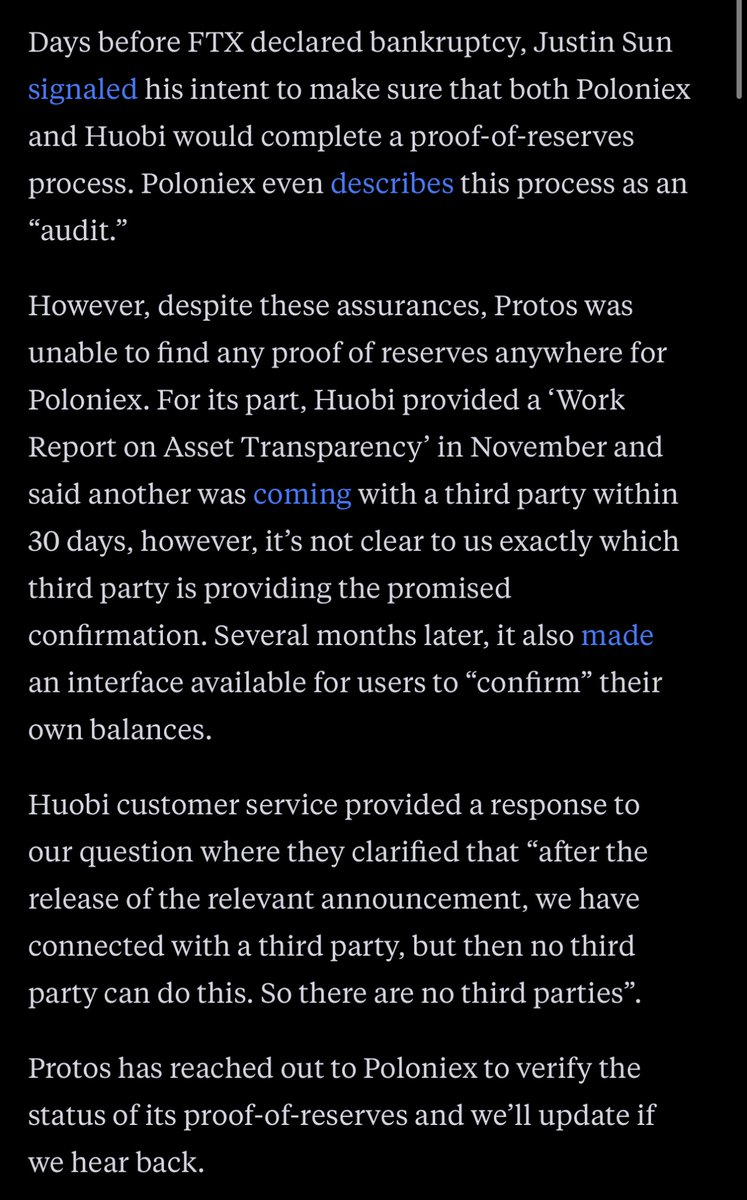 Days before FTX declared bankruptcy, Justin Sun
signaled his intent to make sure that both Poloniex
and Huobi would complete a proof-of-reserves
process. Poloniex even describes this process as an
“audit.”
However, despite these assurances, Protos was
unable to find any proof of reserves anywhere for
Poloniex. For its part, Huobi provided a ‘Work
Report on Asset Transparency’ in November and
said another was coming with a third party within
30 days, however, it’s not clear to us exactly which
third party is providing the promised
confirmation. Several months later, it also made
an interface available for users to “confirm” their
own balances.
Huobi customer service provided a response to
our question where they clarified that “after the
release of the relevant announcement, we have
connected with a third party, but then no third
party can do this. So there are no third parties”.
Protos has reached out to Poloniex to verify the
status of its proof-of-reserves and we’ll update if
we hear back.